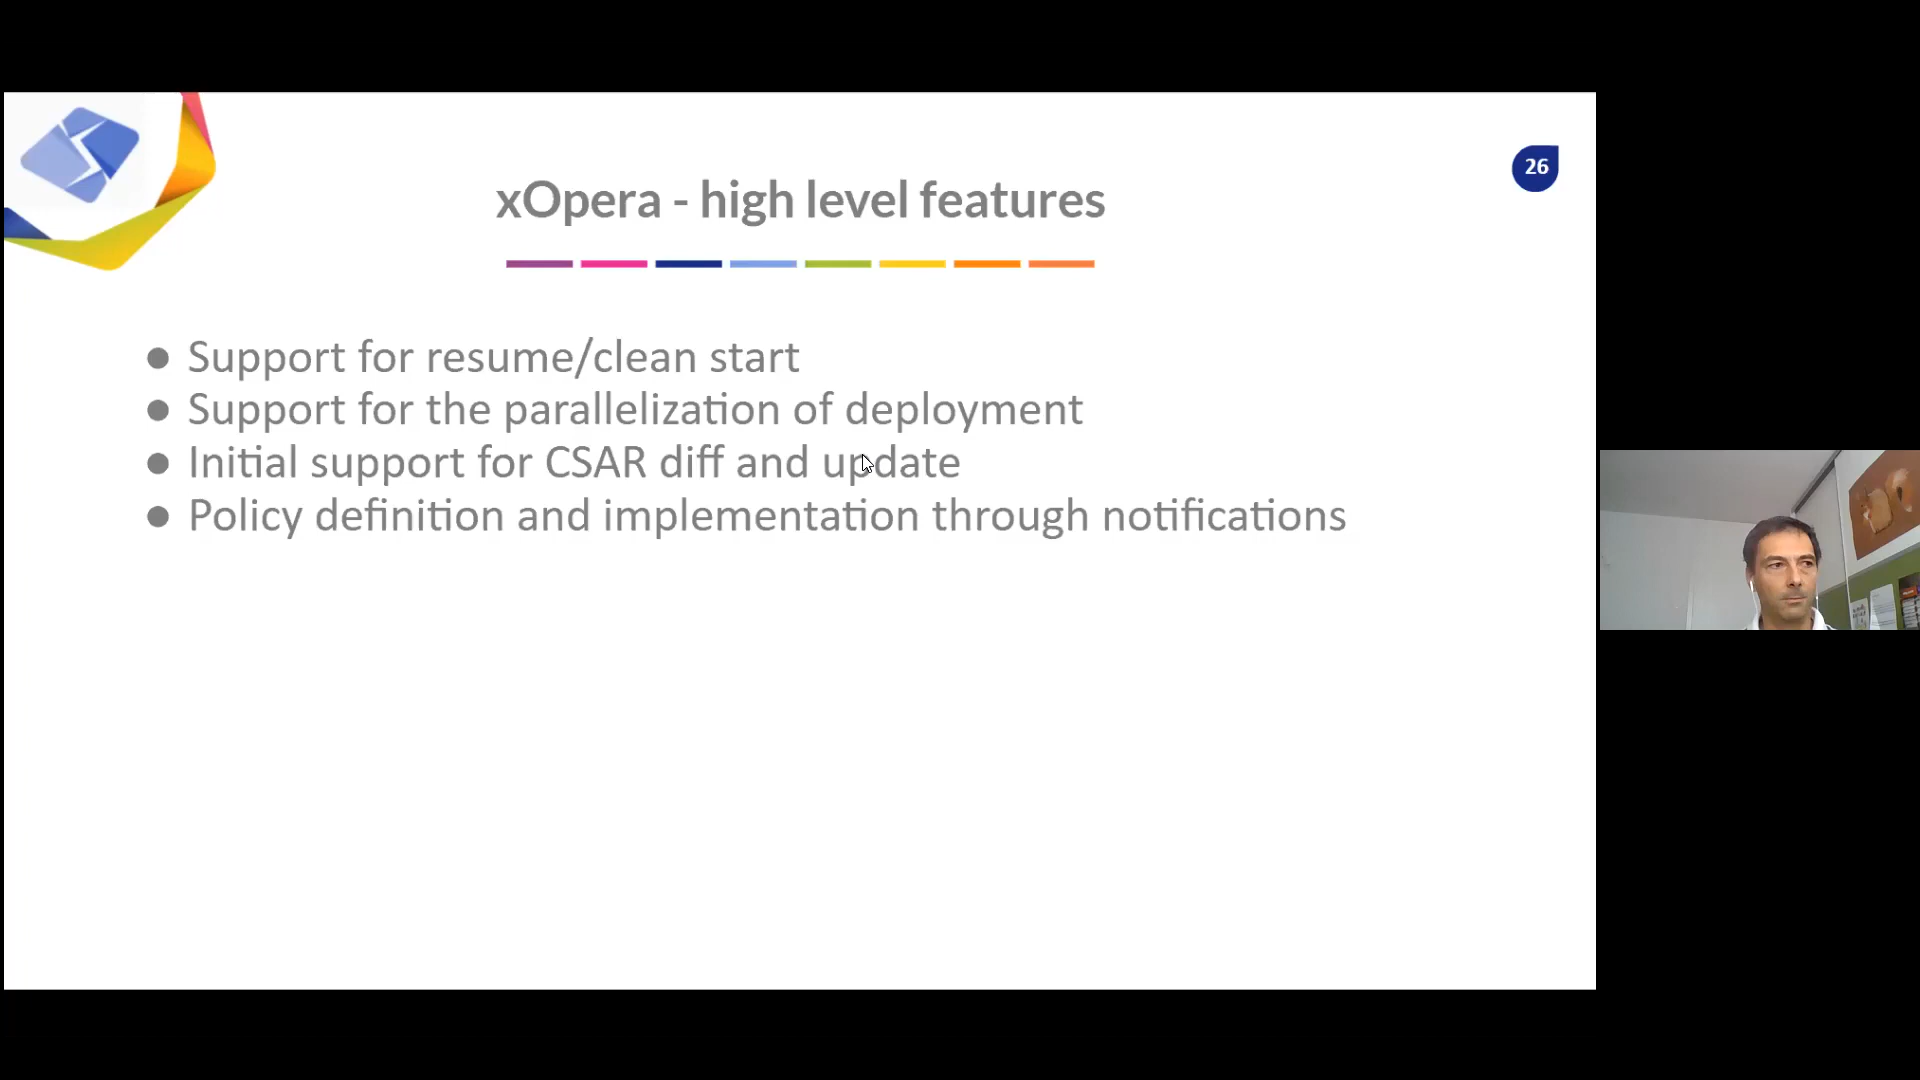 26
xOpera - high level features
● Support for resume/clean start
● Support for the parallelization of deployment
● Initial support for CSAR diff and update
● Policy definition and implementation through notifications